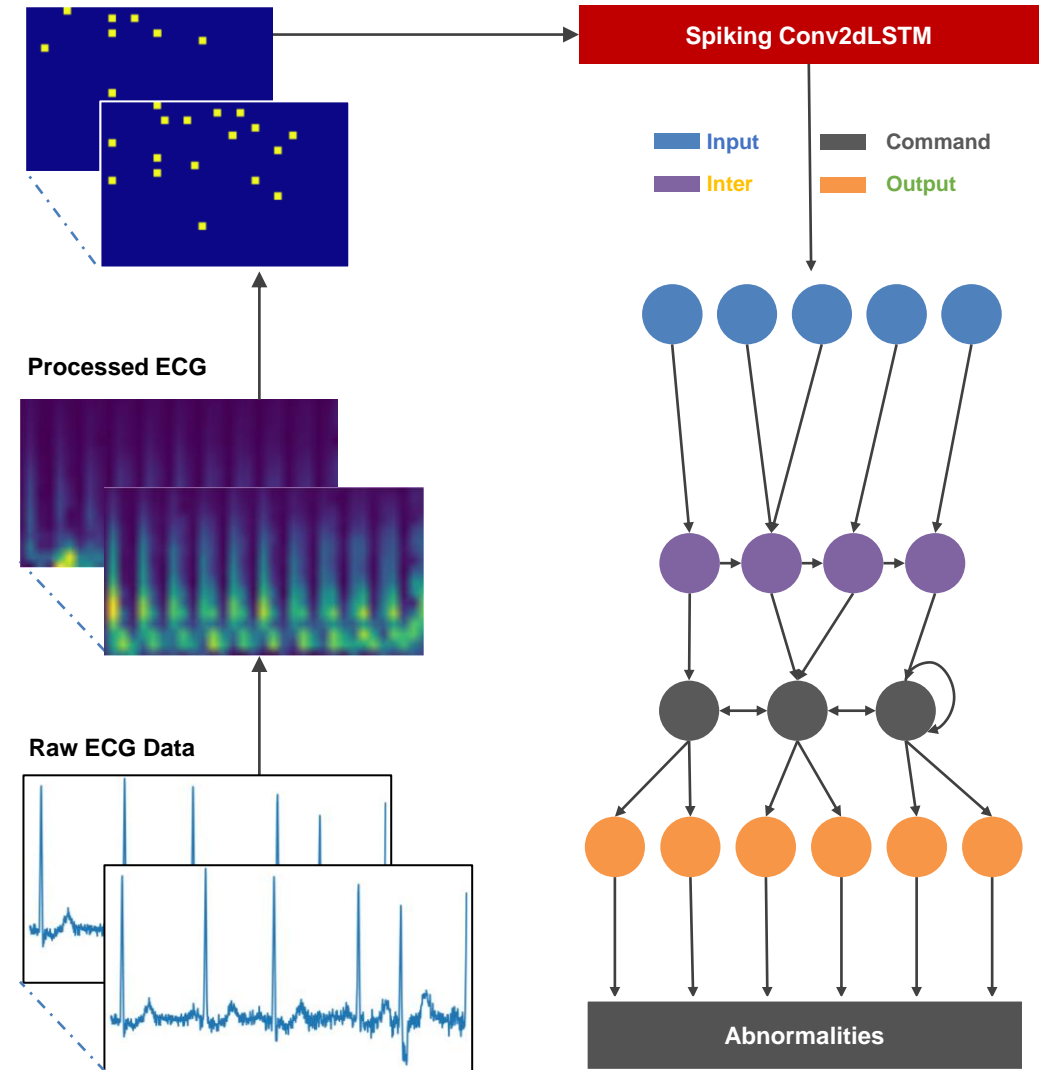 Spiking Conv2dLSTM
Input
Command
Inter
Output
Processed ECG
Raw ECG Data
Abnormalities